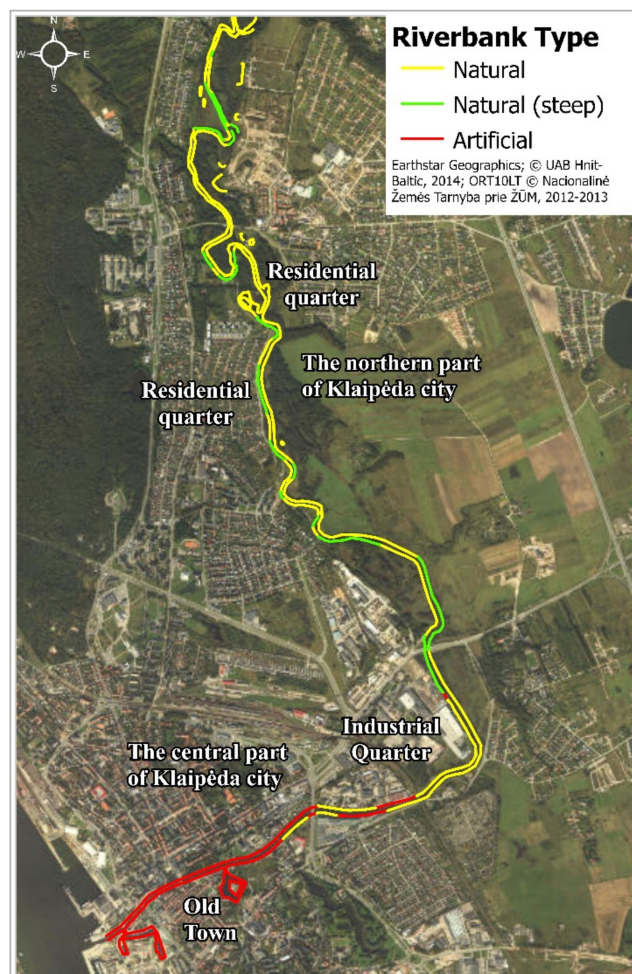 N
W
E
S
Riverbank Type
Natural
Natural (steep)
Artificial
Earthstar Geographics; © UAB Hnit-
Baltic, 2014; ORT10LT © Nacionalinė
Žemės Tarnyba prie ŽŪM, 2012-2013
Residential
quarter
The northern part
of Klaipėda city
Residential
quarter
Industrial
Quarter
The central part
of Klaipėda city
Old
Town